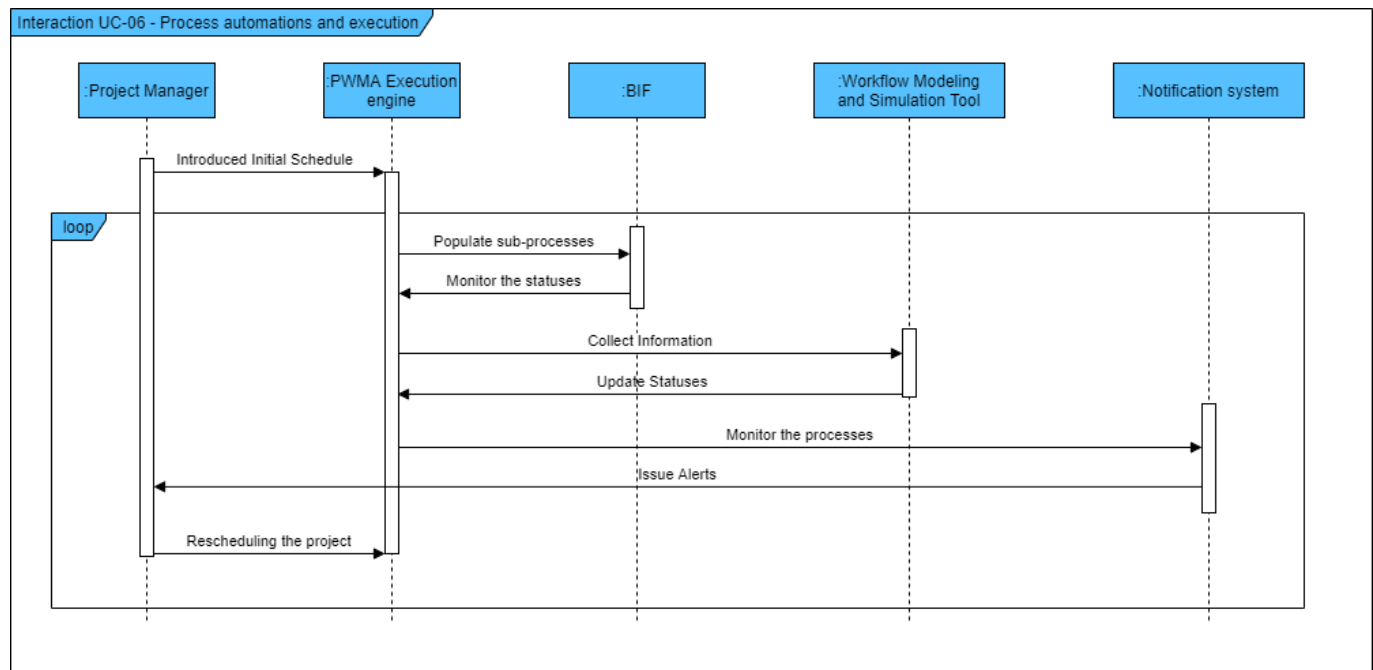 Interaction UC-06 - Process automations and execution
:Project Manager
:PWMA Execution
engine
:BIF
:Workflow Modeling
and Simulation Tool
:Notification system
Introduced Initial Schedule
loop
Populate sub-processes
Monitor the statuses
Collect Information
Update Statuses
Monitor the processes
Issue Alerts
Rescheduling the project